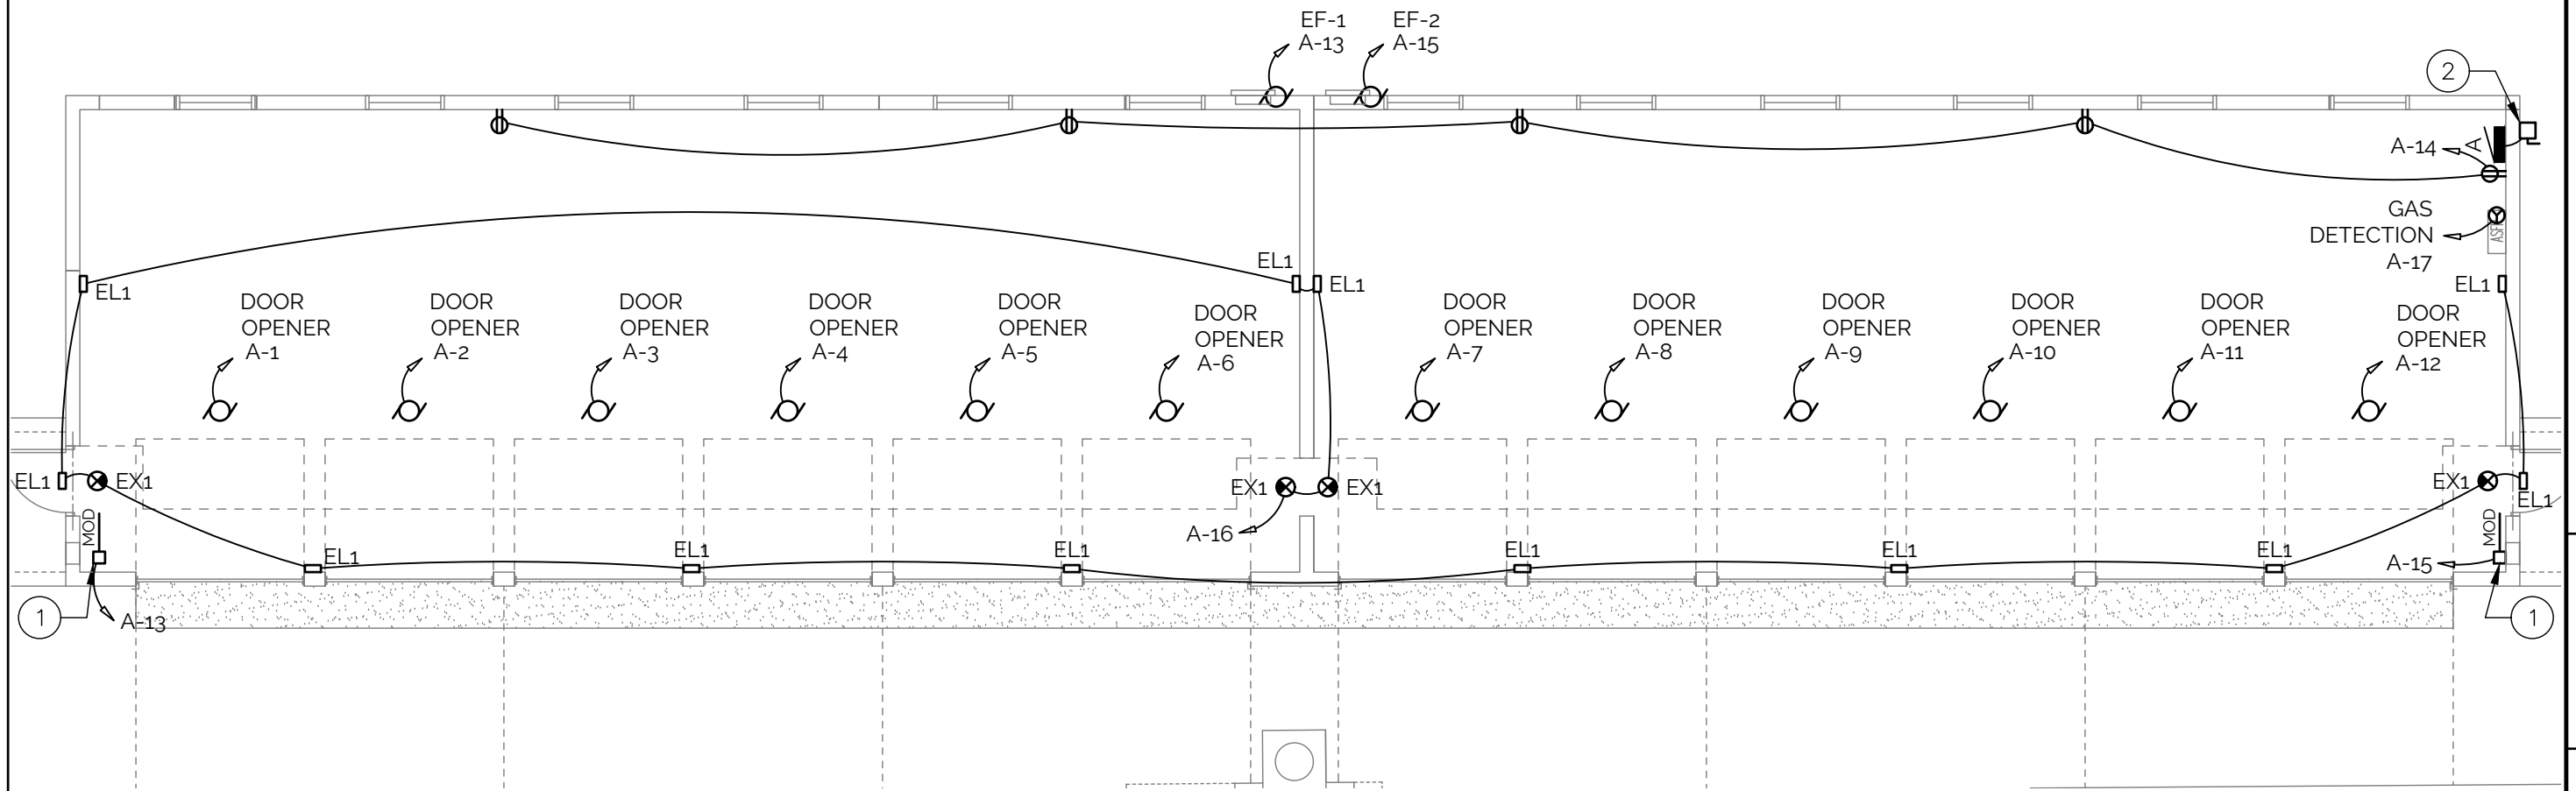 EF-1
A-13
EF-2
A-15
2
A
A-14
GAS
DETECTION
A-17
EL1
EL1
EL1
EL1
DOOR
OPENER
A-1
DOOR
OPENER
A-2
DOOR
OPENER
A-3
DOOR
OPENER
A-4
DOOR
OPENER
A-5
DOOR
OPENER
A-6
DOOR
OPENER
A-7
DOOR
OPENER
A-8
DOOR
OPENER
A-9
DOOR
OPENER
A-10
DOOR
OPENER
A-11
DOOR
OPENER
A-12
EL1
EX1
EX1
EX1
EX1
EL1
MOD
A-16
MOD
EL1
EL1
EL1
EL1
EL1
EL1
A-15
1
A-13
1